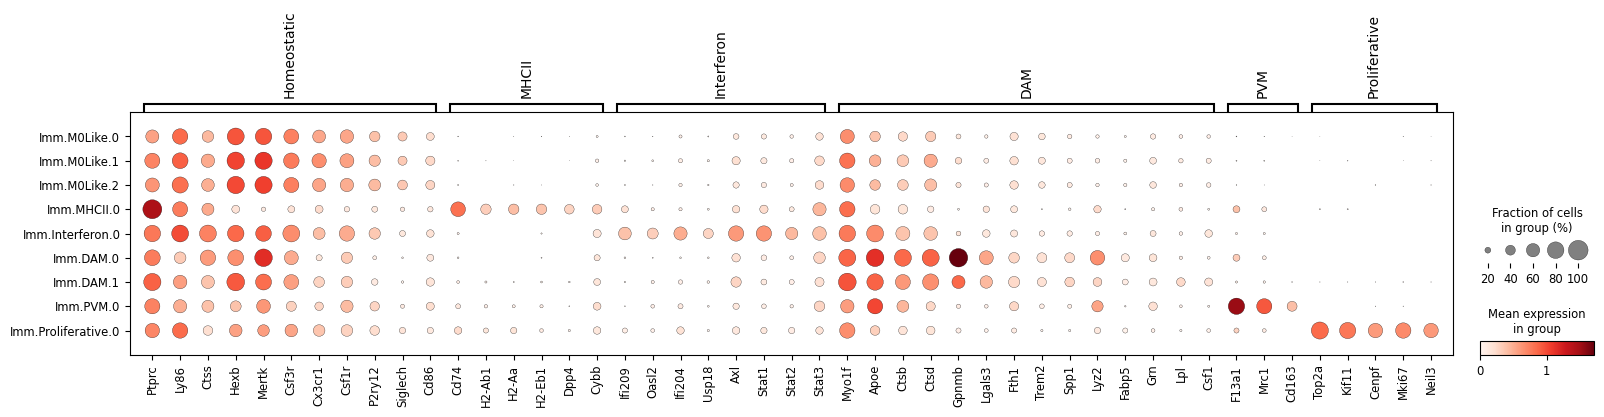 Homeostatic
MHCII
Interferon
DAM
PVM
Proliferative
Imm.M0Like.0
Imm.M0Like.1
Imm.M0Like.2
Imm.MHCII.0
Imm.Interferon.0
Imm.DAM.0
Imm.DAM.1
Imm.PVM.0
Imm.Proliferative.0
Ptprc
Ly86
Ctss
Hexb
Mertk
Csf3r
Cx3cr1
Csf1r
P2ry12
Siglech
Cd86
Cd74
H2-Ab1
H2-Aa
H2-Eb1
Dpp4
Cybb
Ifi209
Oasl2
Ifi204
Usp18
Axl
Stat1
Stat2
Stat3
Myo1f
Apoe
Ctsb
Ctsd
Gpnmb
Lgals3
Fth1
Trem2
Spp1
Lyz2
Fabp5
Grn
Lpl
Csf1
F13a1
Mrc1
Cd163
Top2a
Kif11
Cenpf
Mki67
Neil3
Fraction of cells
in group (%)
20 40 60 80 100
Mean expression
in group
0 1